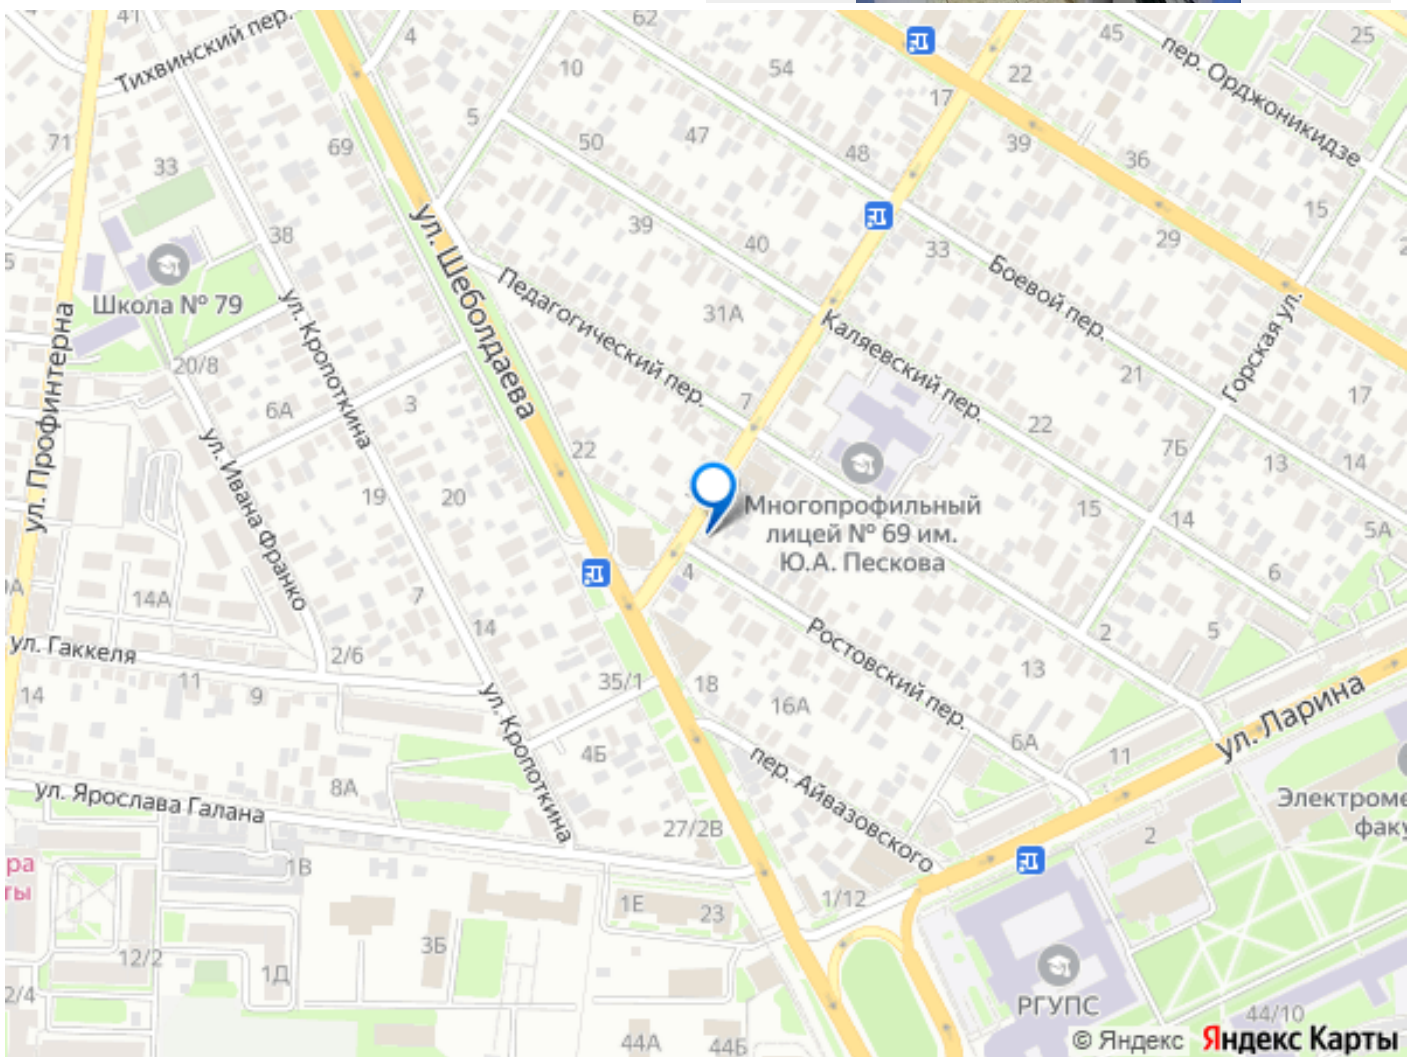 41
62
4
45
25
Тихвинский пер.
10
54
22
17
пер. Орджоникидзе
5
50
47
71
69
48
39
36
33
15
39
40
38
33
29
ул. Шеболдаева
5
Школа № 79
Педагогический пер.
31А
Боевой пер.
ул. Кропоткина
Каляевский пер.
Горская ул.
20/8
ул. Профинтерна
21
6А
3
7
17
22
22
7Б
ул. Ивана Франко
13
14
19
20
Многопрофильный
лицей № 69 им.
Ю.А. Пескова
15
14
5А
4
6
14А
7
14
Ростовский пер.
2
5
ул. Гаккеля
2/6
13
11
9
35/1
14
18
16А
ул. Кропоткина
ул. Ларина
6А
4Б
11
пер. Айвазовского
8А
ул. Ярослава Галана
Электроме
факу
27/2В
2
ра
ты
1В
1Е
23
1/12
3Б
12/2
1Д
2/4
РГУПС
44/10
44А
44Б
© Яндекс Яндекс Карты